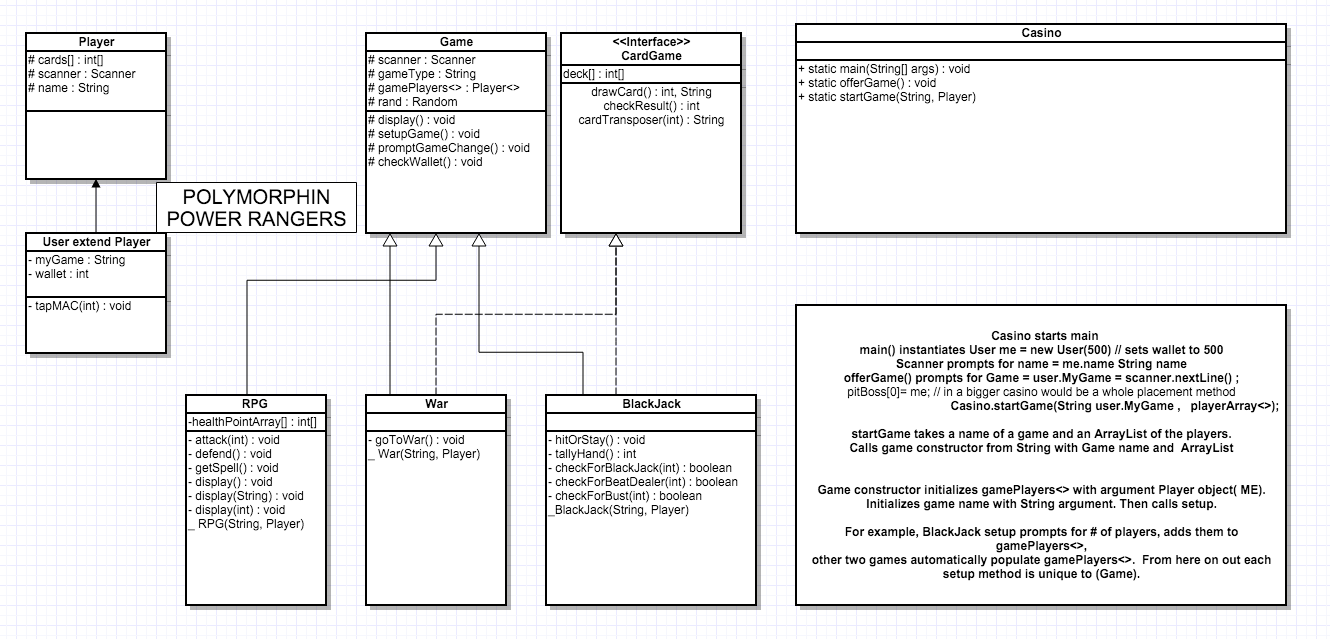 Player
# cards[] : int[]
# scanner : Scanner
# name : String
User extend Player
- myGame : String
- wallet : int
- tapMAC(int) : void
POLYMORPHIN
POWER RANGERS
Game
# scanner : Scanner
# gameType : String
# gamePlayers<> : Player<>
# rand : Random
# display() : void
# setupGame() : void
# promptGameChange() : void
# checkWallet() : void
<<Interface>>
CardGame
deck[] : int[]
drawCard() : int, String
checkResult() : int
cardTransposer(int) : String
Casino
+ static main(String[] args) : void
+ static offerGame() : void
+ static startGame(String, Player)
RPG
-healthPointArray[] : int[]
- attack(int) : void
- defend() : void
- getSpell() : void
- display() : void
- display(String) : void
- display(int) : void
_ RPG(String, Player)
War
- goToWar() : void
_ War(String, Player)
BlackJack
- hitOrStay() : void
- tallyHand() : int
- checkForBlackJack(int) : boolean
- checkForBeatDealer(int) : boolean
- checkForBust(int) : boolean
_BlackJack(String, Player)
Casino starts main
main() instantiates User me = new User(500) // sets wallet to 500
Scanner prompts for name = me.name String name
offerGame() prompts for Game = user.MyGame = scanner.nextLine() ;
pitBoss[0]= me; // in a bigger casino would be a whole placement method
Casino.startGame(String user.MyGame , playerArray<>);
startGame takes a name of a game and an ArrayList of the players.
Calls game constructor from String with Game name and ArrayList
Game constructor initializes gamePlayers<> with argument Player object( ME).
Initializes game name with String argument. Then calls setup.
For example, BlackJack setup prompts for # of players, adds them to
gamePlayers<>,
other two games automatically populate gamePlayers<>. From here on out each
setup method is unique to (Game).